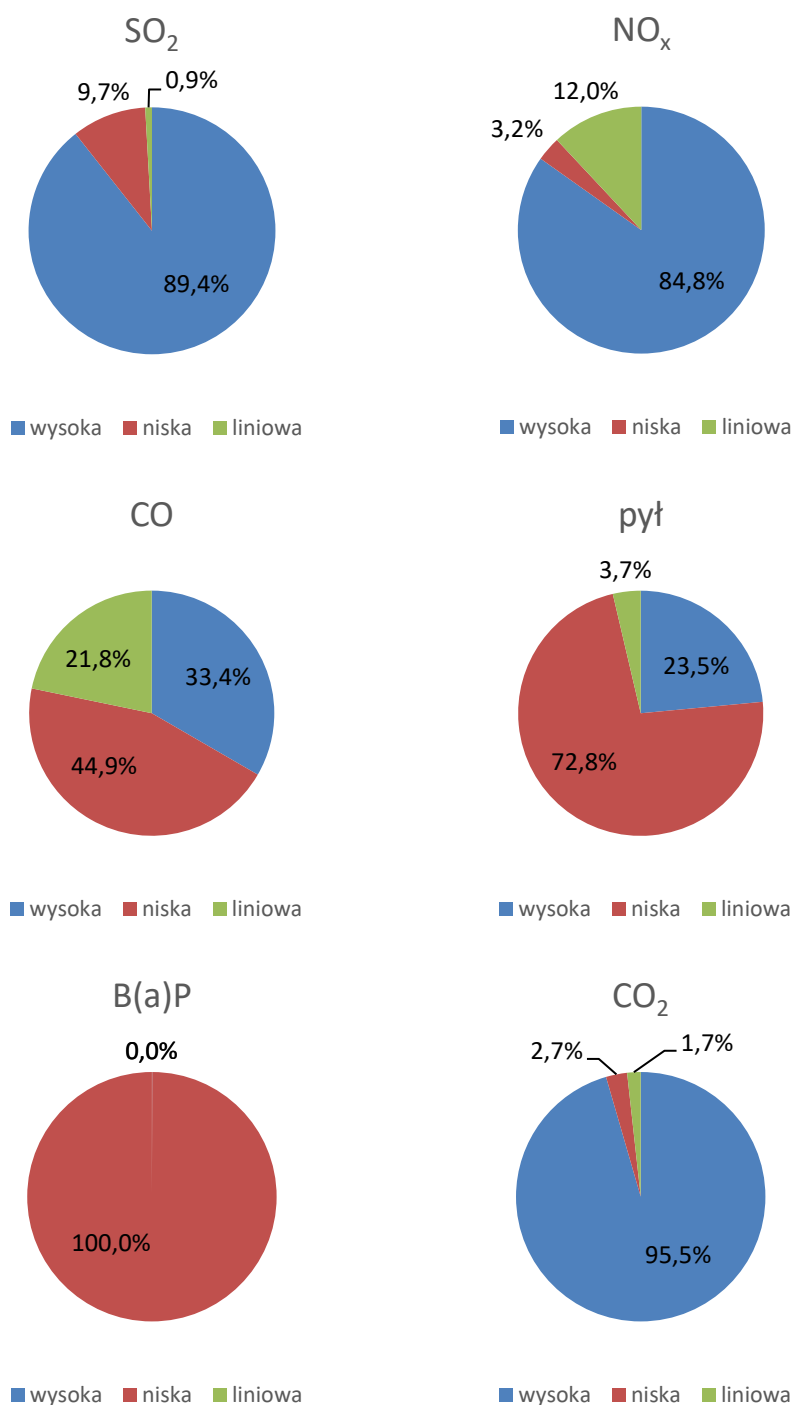 SO₂
9,7%
0,9%
89,4%
wysoka niska liniowa
NOₓ
12,0%
3,2%
84,8%
wysoka niska liniowa
CO
21,8%
33,4%
44,9%
wysoka niska liniowa
pył
3,7%
23,5%
72,8%
wysoka niska liniowa
B(a)P
0,0%
100,0%
wysoka niska liniowa
CO₂
2,7%
1,7%
95,5%
wysoka niska liniowa